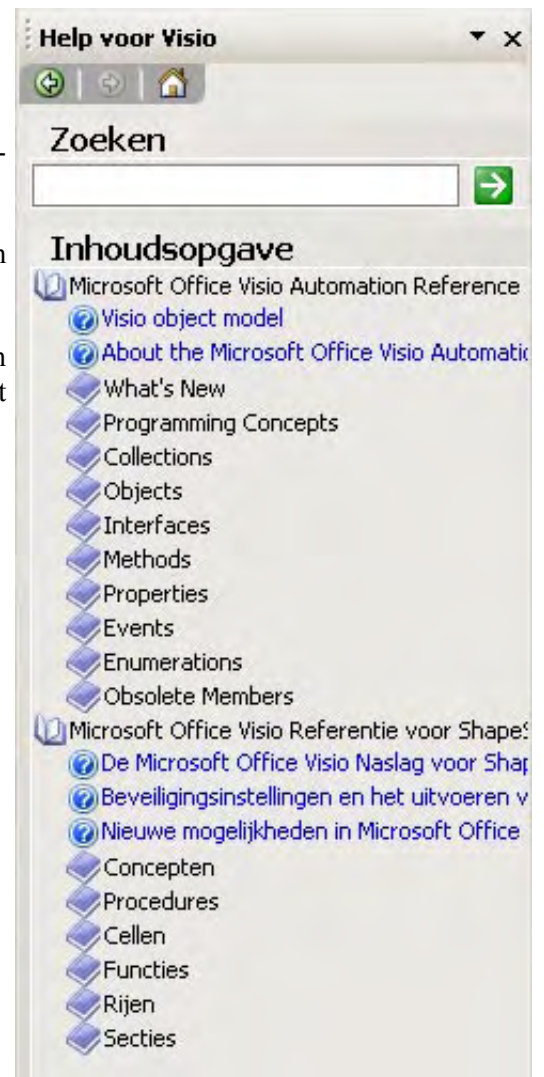 Help voor Visio
Zoeken
Inhoudsopgave
Microsoft Office Visio Automation Reference
Visio object model
About the Microsoft Office Visio Automatic
What's New
Programming Concepts
Collections
Objects
Interfaces
Methods
Properties
Events
Enumerations
Obsolete Members
Microsoft Office Visio Referentie voor
De Microsoft Office Visio Naslag voor
Beveiligingsinstellingen en het uitvoeren v
Nieuwe mogelijkheden in Microsoft Office
Concepten
Procedures
Cellen
Functies
Rijen
Secties